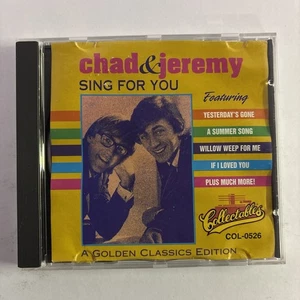 chad&jeremy
SING FOR YOU
Featuring
YESTERDAY'S GONE
A SUMMER SONG
WILLOW WEEP FOR ME
IF I LOVED YOU
PLUS MUCH MORE!
Collectables
COL-0526
A GOLDEN CLASSICS EDITION